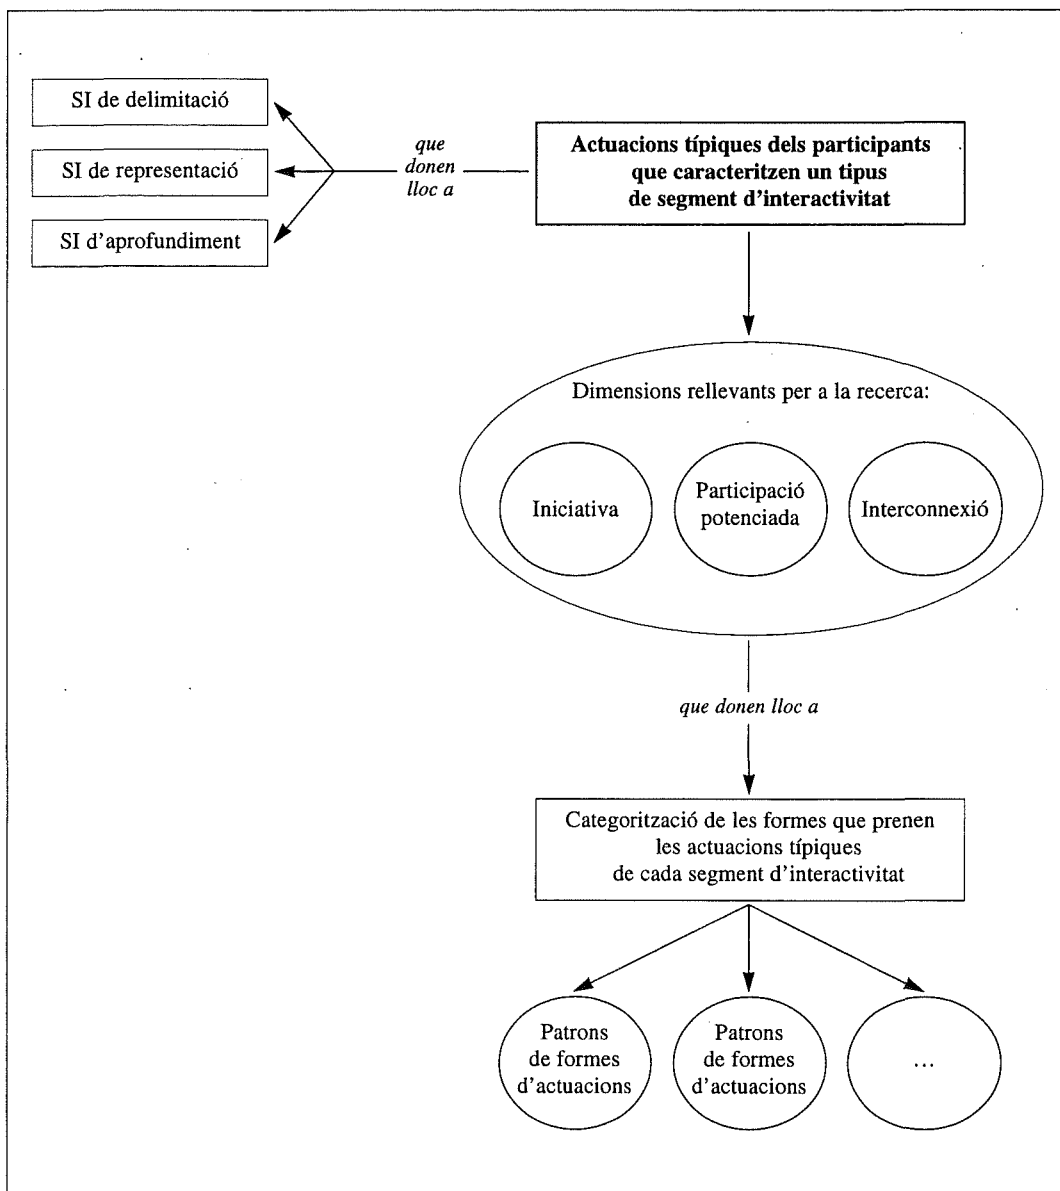 SI de delimitació
SI de representació
SI d’aprofundiment
que
donen
lloc a
Actuacions típiques dels participants
que caracteritzen un tipus
de segment d’interactivitat
Dimensions rellevants per a la recerca:
Iniciativa
Participació
potenciada
Interconnexió
que donen lloc a
Categorització de les formes que prenen
les actuacions típiques
de cada segment d’interactivitat
Patrons
de formes
d’actuacions
Patrons
de formes
d’actuacions
…